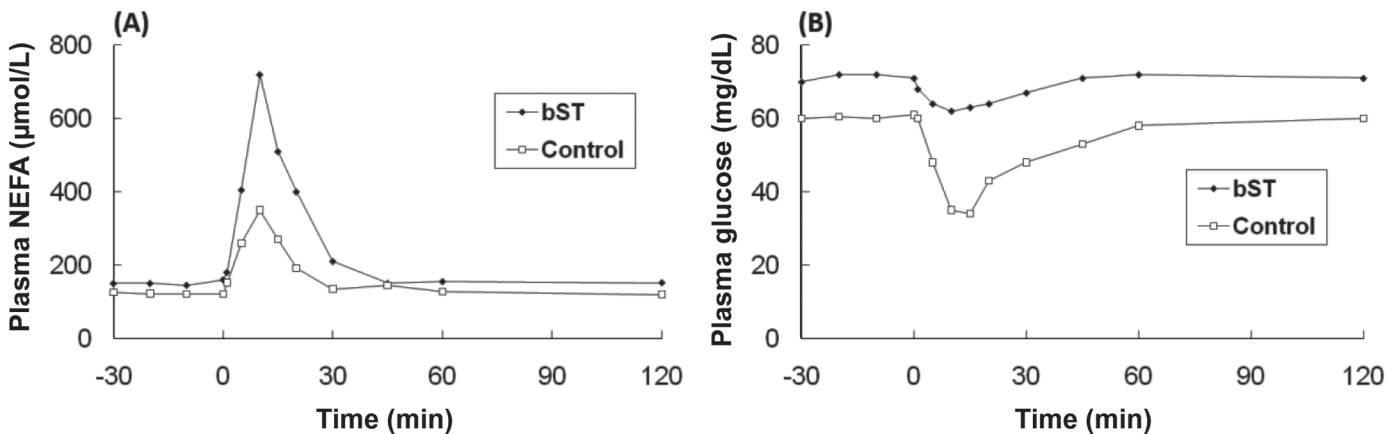 (A)
Plasma NEFA (µmol/L)
800
600
400
200
0
-30 0 30 60 90 120
Time (min)
bST
Control
(B)
Plasma glucose (mg/dL)
80
60
40
20
0
-30 0 30 60 90 120
Time (min)
bST
Control